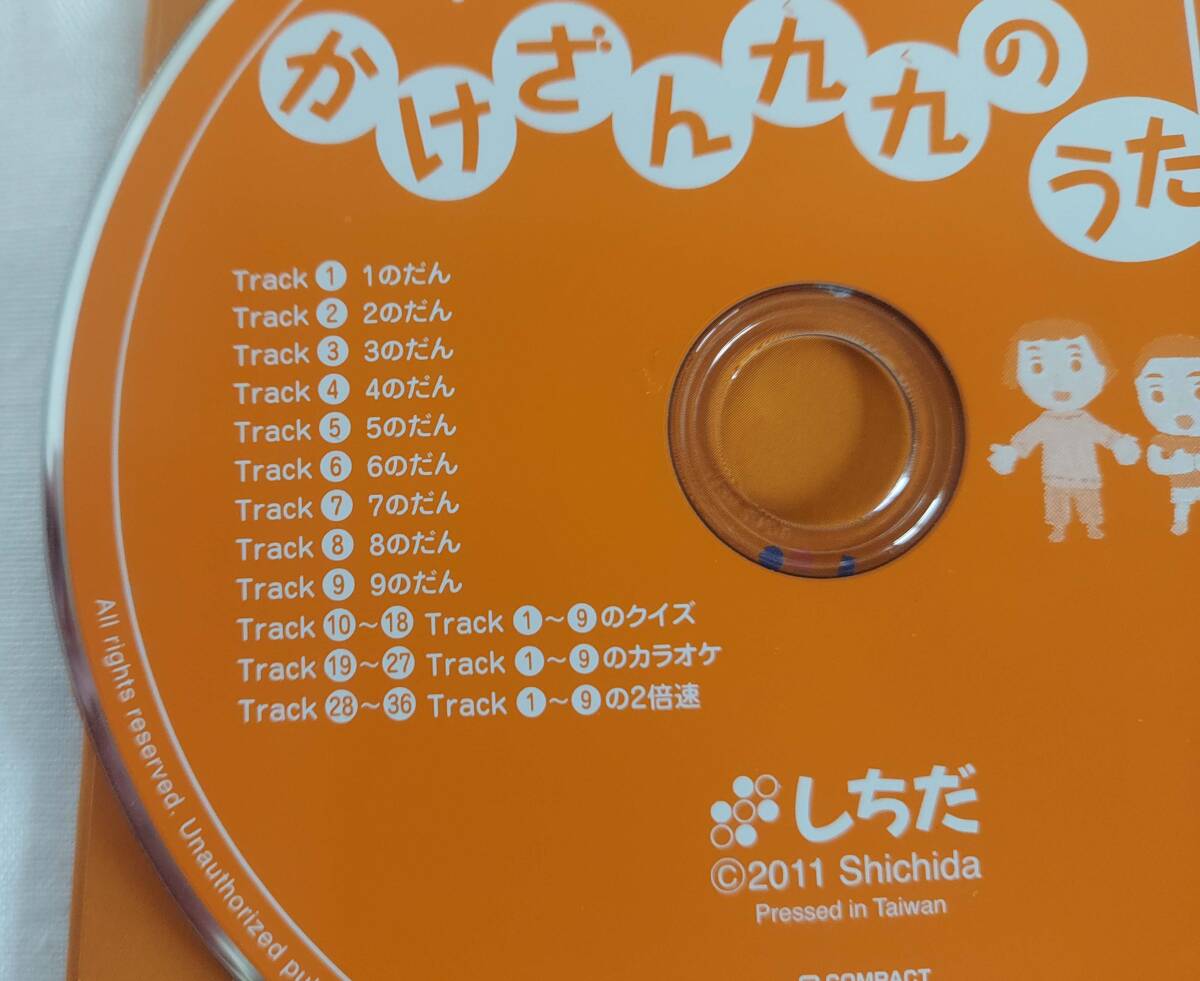 かけざん九九の
うた
Track 1 1のだん
Track 2 2のだん
Track 3 3のだん
Track 4 4のだん
Track 5 5のだん
Track 6 6のだん
Track 7 7のだん
Track 8 8のだん
Track 9 9のだん
Track 10～18 Track 1～9のクイズ
Track 19～27 Track 1～9のカラオケ
Track 28～36 Track 1～9の2倍速
しちだ
©2011 Shichida
Pressed in Taiwan
COMPACT
All rights reserved. Unauthorized